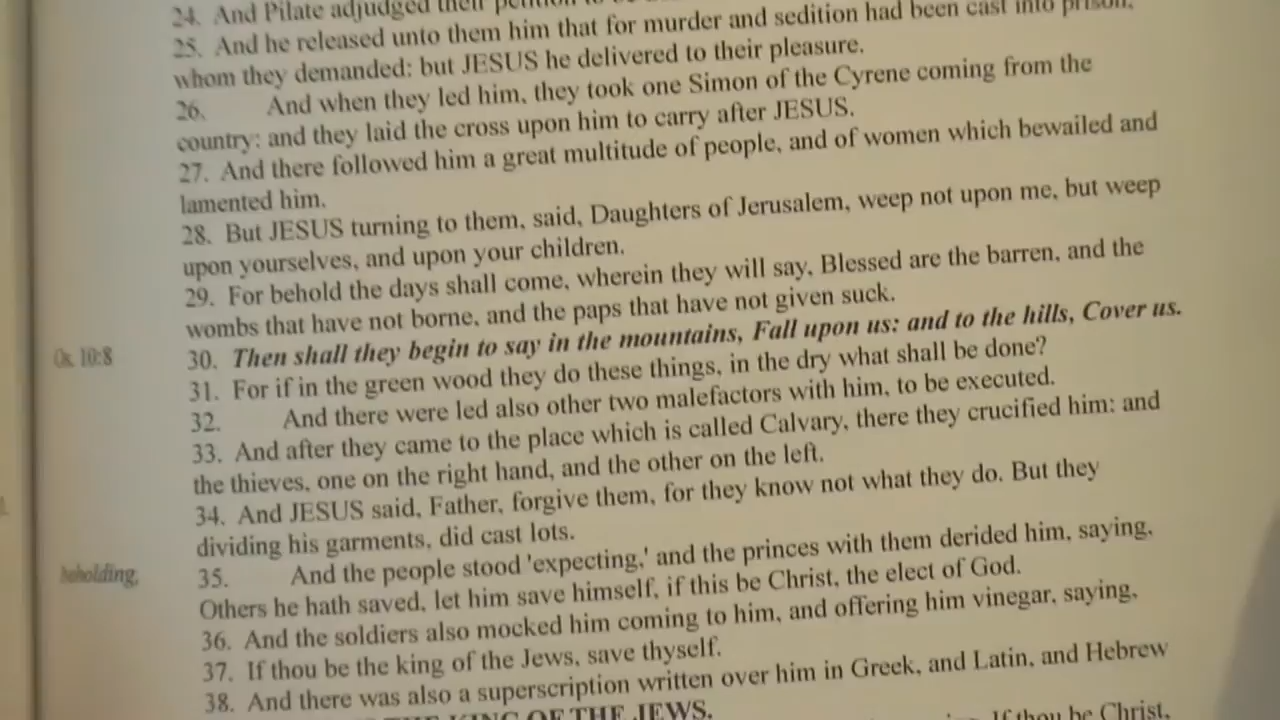 24. And Pilate adjudged their petition to be
25. And he released unto them him that for murder and sedition had been cast into prison,
whom they demanded: but JESUS he delivered to their pleasure.
26. And when they led him, they took one Simon of the Cyrene coming from the
country: and they laid the cross upon him to carry after JESUS.
27. And there followed him a great multitude of people, and of women which bewailed and
lamented him.
28. But JESUS turning to them, said, Daughters of Jerusalem, weep not upon me, but weep
upon yourselves, and upon your children.
29. For behold the days shall come, wherein they will say, Blessed are the barren, and the
wombs that have not borne, and the paps that have not given suck.
Os. 10:8 30. Then shall they begin to say in the mountains, Fall upon us: and to the hills, Cover us.
31. For if in the green wood they do these things, in the dry what shall be done?
32. And there were led also other two malefactors with him, to be executed.
33. And after they came to the place which is called Calvary, there they crucified him: and
the thieves, one on the right hand, and the other on the left.
34. And JESUS said, Father, forgive them, for they know not what they do. But they
dividing his garments, did cast lots.
beholding, 35. And the people stood 'expecting,' and the princes with them derided him, saying,
Others he hath saved, let him save himself, if this be Christ, the elect of God.
36. And the soldiers also mocked him coming to him, and offering him vinegar, saying,
37. If thou be the king of the Jews, save thyself.
38. And there was also a superscription written over him in Greek, and Latin, and Hebrew
THE KING OF THE JEWS.
If thou be Christ,